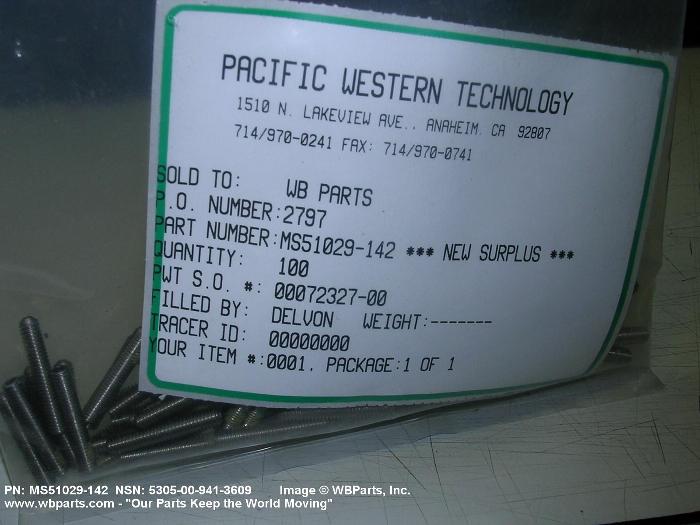 PACIFIC WESTERN TECHNOLOGY
1510 N. LAKEVIEW AVE., ANAHEIM, CA 92807
714/970-0241 FAX: 714/970-0741
SOLD TO: WB PARTS
P.O. NUMBER:2797
PART NUMBER:MS51029-142 *** NEW SURPLUS ***
QUANTITY: 100
PWT S.O. #: 00072327-00
FILLED BY: DELVON WEIGHT:-------
TRACER ID: 00000000
YOUR ITEM #:0001, PACKAGE:1 OF 1
PN: MS51029-142 NSN: 5305-00-941-3609 Image © WBParts, Inc.
www.wbparts.com - "Our Parts Keep the World Moving"